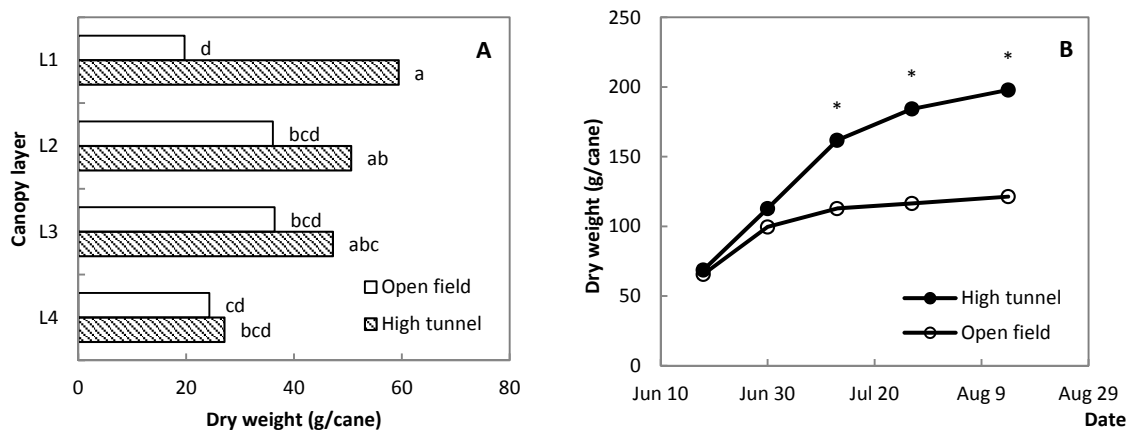 A
L1
L2
L3
L4
Canopy layer
d
a
bcd
ab
bcd
abc
cd
bcd
Open field
High tunnel
0 20 40 60 80
Dry weight (g/cane)
B
250
200
150
100
50
0
Dry weight (g/cane)
*
*
*
High tunnel
Open field
Jun 10 Jun 30 Jul 20 Aug 9 Aug 29
Date